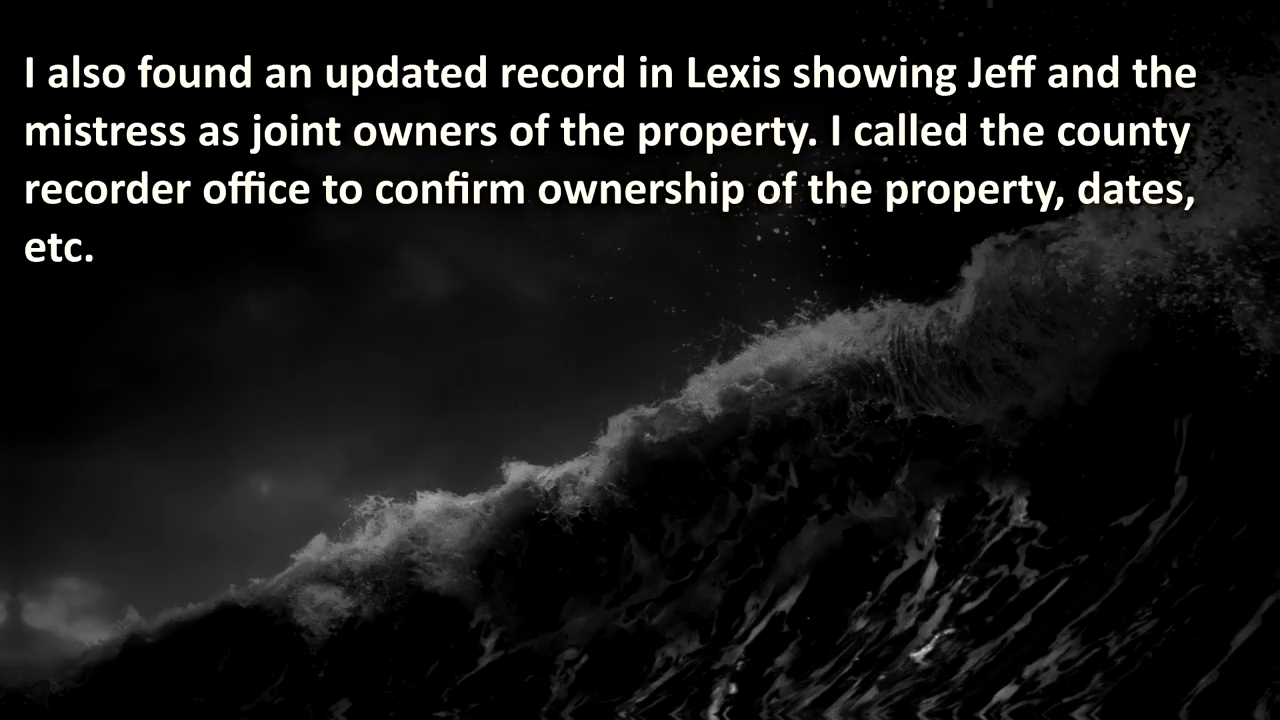 I also found an updated record in Lexis showing Jeff and the
mistress as joint owners of the property. I called the county
recorder office to confirm ownership of the property, dates,
etc.